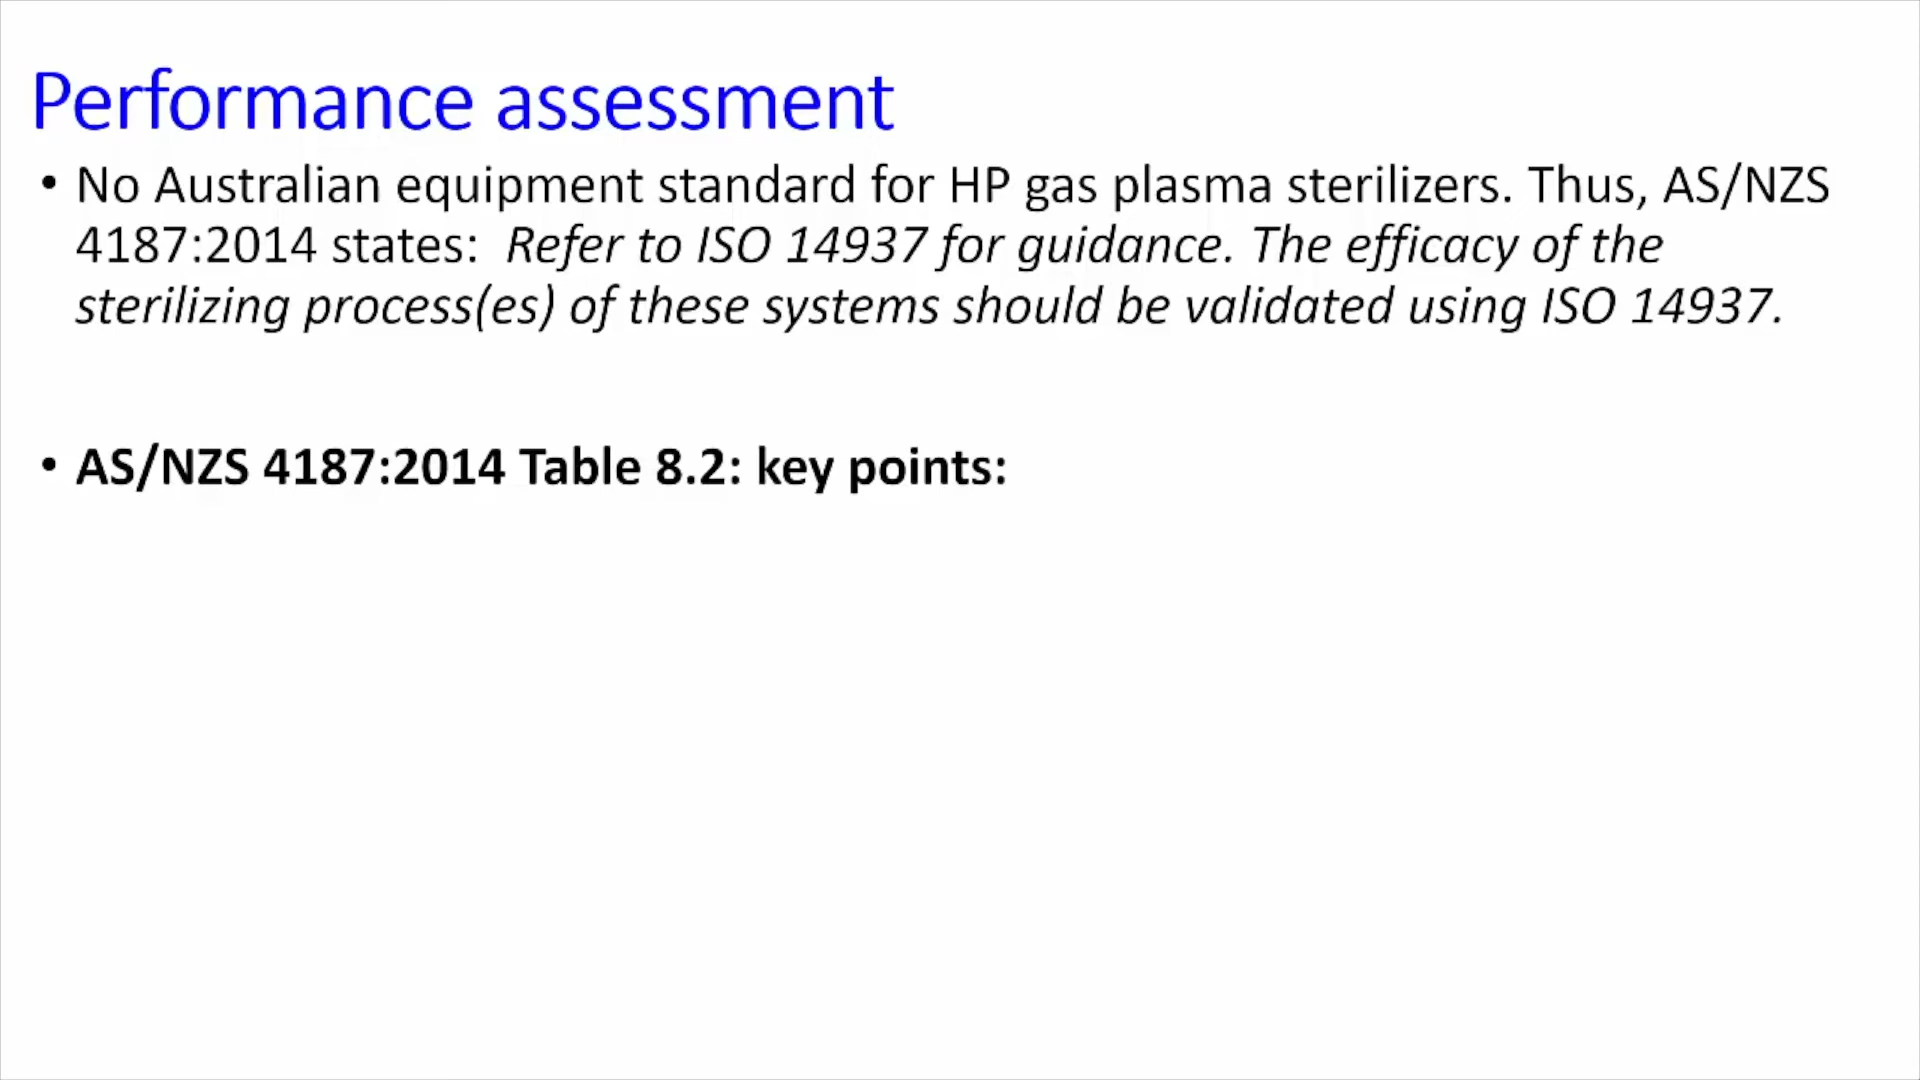 Performance assessment
• No Australian equipment standard for HP gas plasma sterilizers. Thus, AS/NZS
4187:2014 states: Refer to ISO 14937 for guidance. The efficacy of the
sterilizing process(es) of these systems should be validated using ISO 14937.
• AS/NZS 4187:2014 Table 8.2: key points: